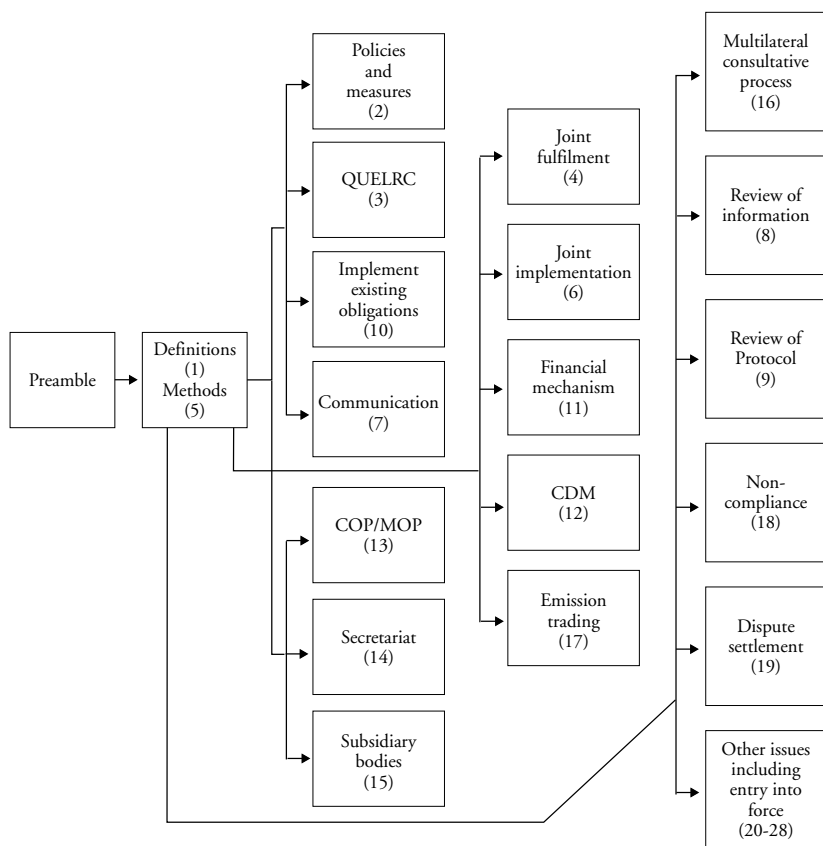 Preamble
Definitions
(1)
Methods
(5)
Policies
and
measures
(2)
QUELRC
(3)
Implement
existing
obligations
(10)
Communication
(7)
COP/MOP
(13)
Secretariat
(14)
Subsidiary
bodies
(15)
Joint
fulfilment
(4)
Joint
implementation
(6)
Financial
mechanism
(11)
CDM
(12)
Emission
trading
(17)
Multilateral
consultative
process
(16)
Review of
information
(8)
Review of
Protocol
(9)
Non-
compliance
(18)
Dispute
settlement
(19)
Other issues
including
entry into
force
(20-28)